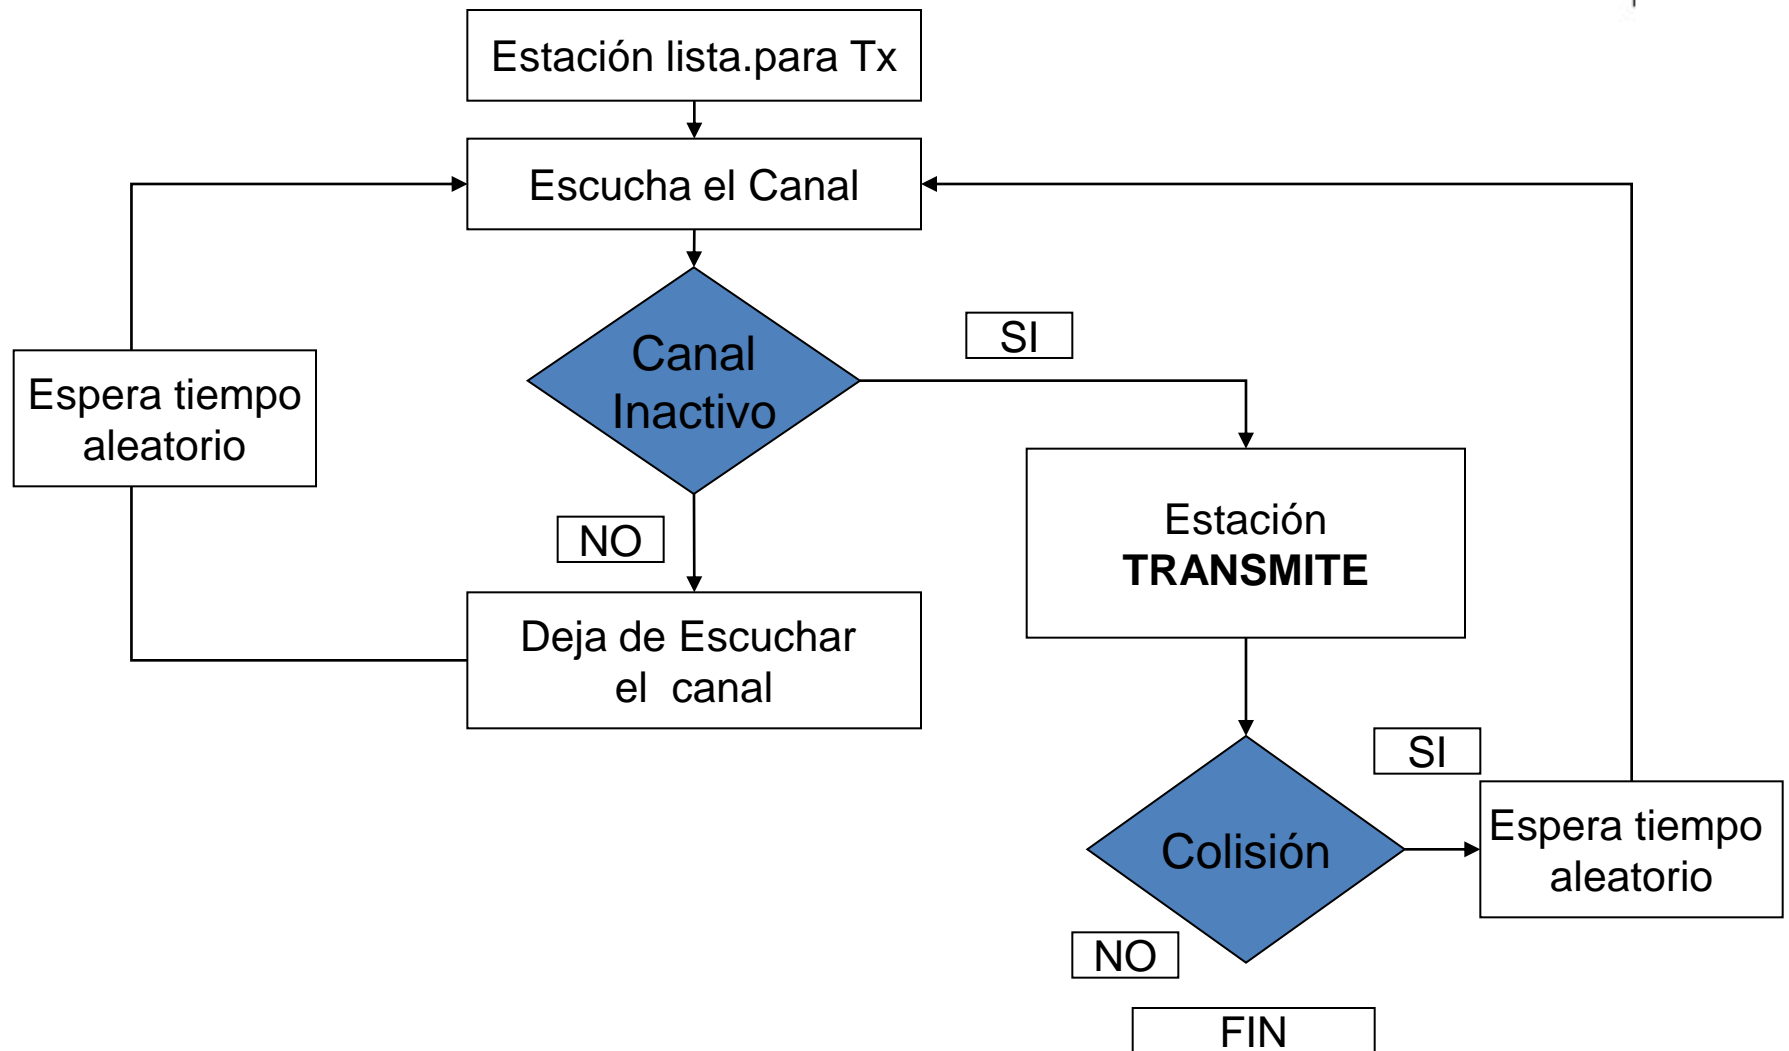 Estación lista.para Tx
Escucha el Canal
Canal
Inactivo
SI
Espera tiempo
aleatorio
NO
Estación
TRANSMITE
Deja de Escuchar
el canal
SI
Colisión
Espera tiempo
aleatorio
NO
FIN